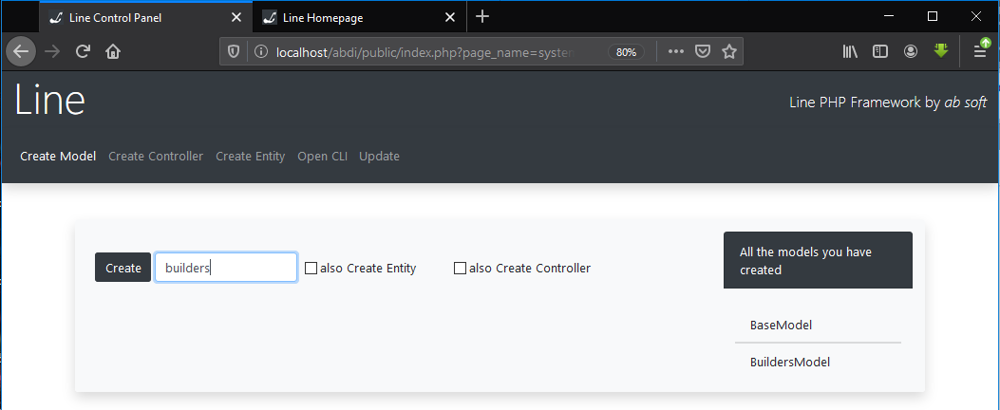 Line Control Panel
Line Homepage
localhost/abdi/public/index.php?page_name=system
80%
Line
Line PHP Framework by ab soft
Create Model Create Controller Create Entity Open CLI Update
Create builders also Create Entity also Create Controller
All the models you have
created
BaseModel
BuildersModel